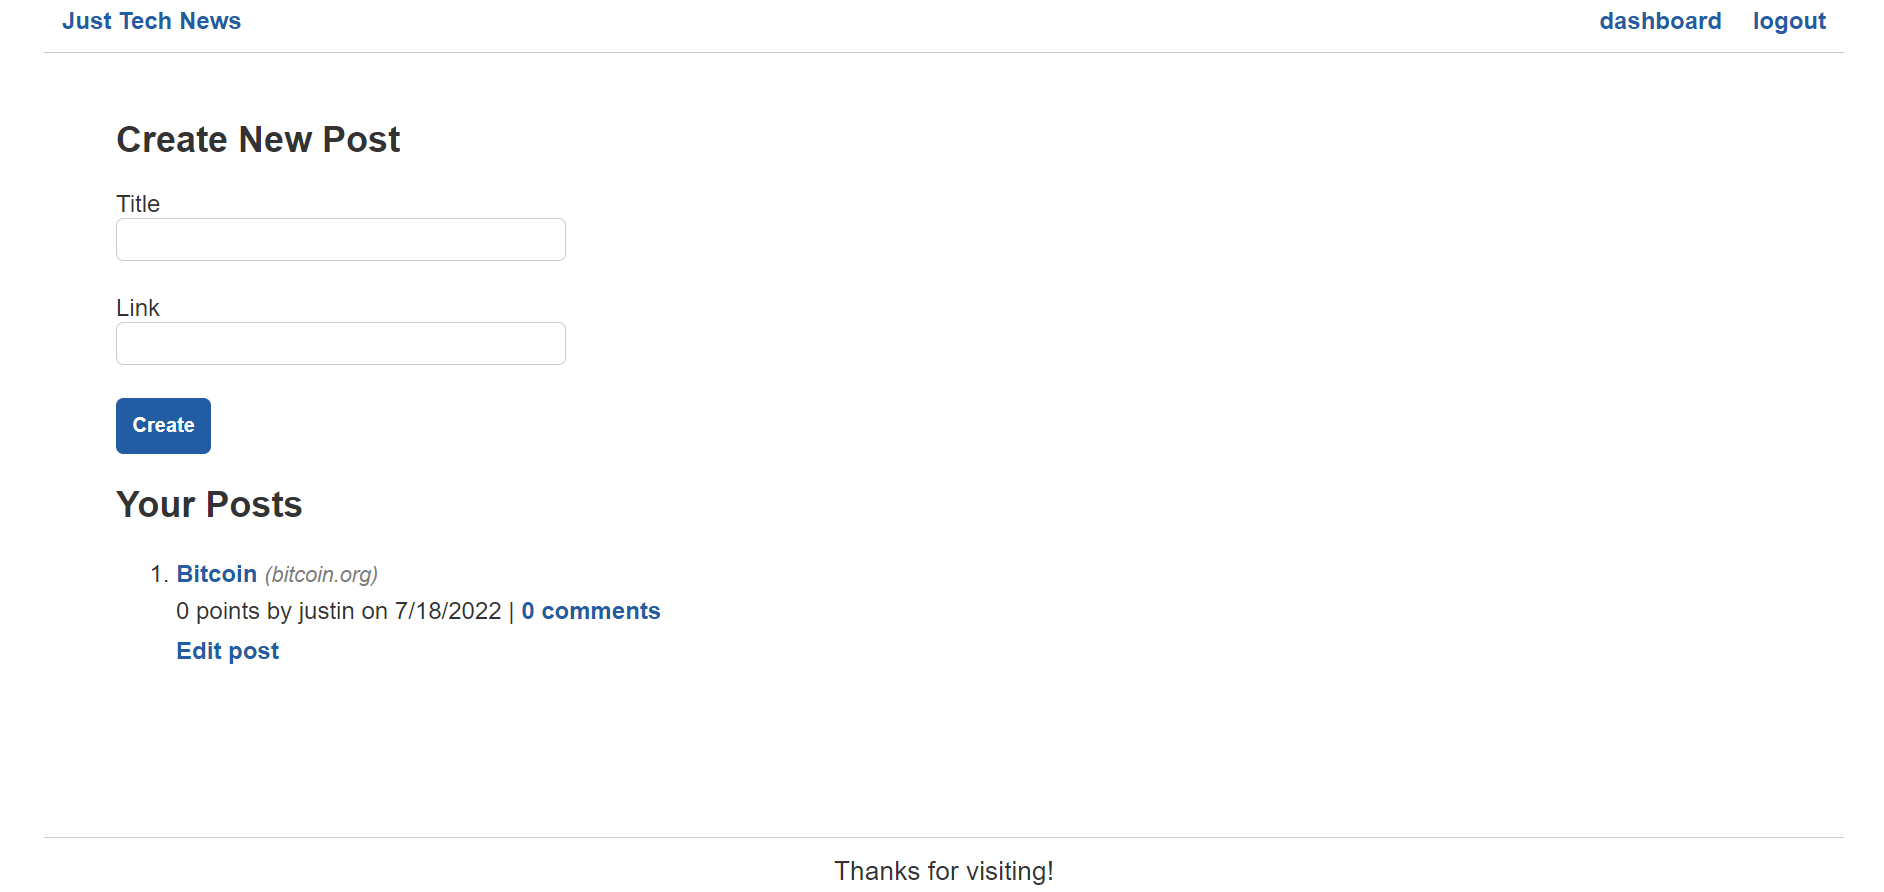 Just Tech News dashboard logout
Create New Post
Title
Link
Create
Your Posts
1. Bitcoin (bitcoin.org)
0 points by justin on 7/18/2022 | 0 comments
Edit post
Thanks for visiting!